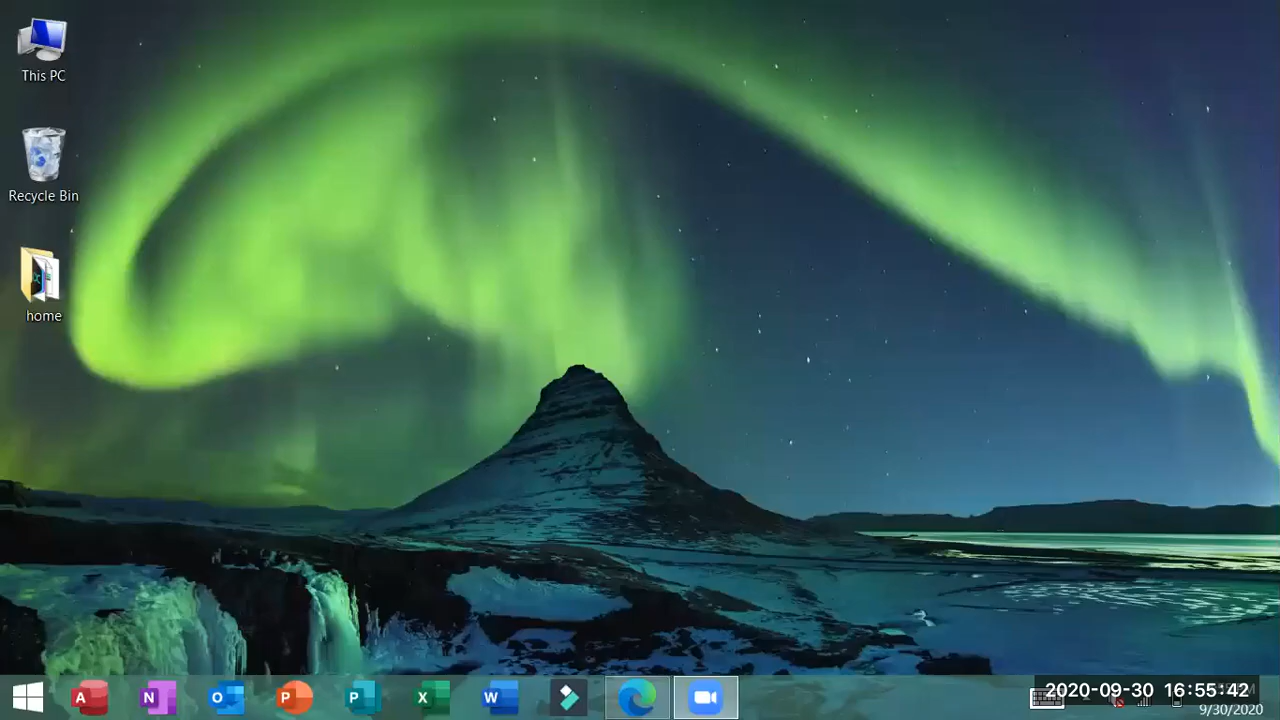 This PC
Recycle Bin
home
A
N
O
P
P
X
W
2020-09-30 16:55:42
9/30/2020